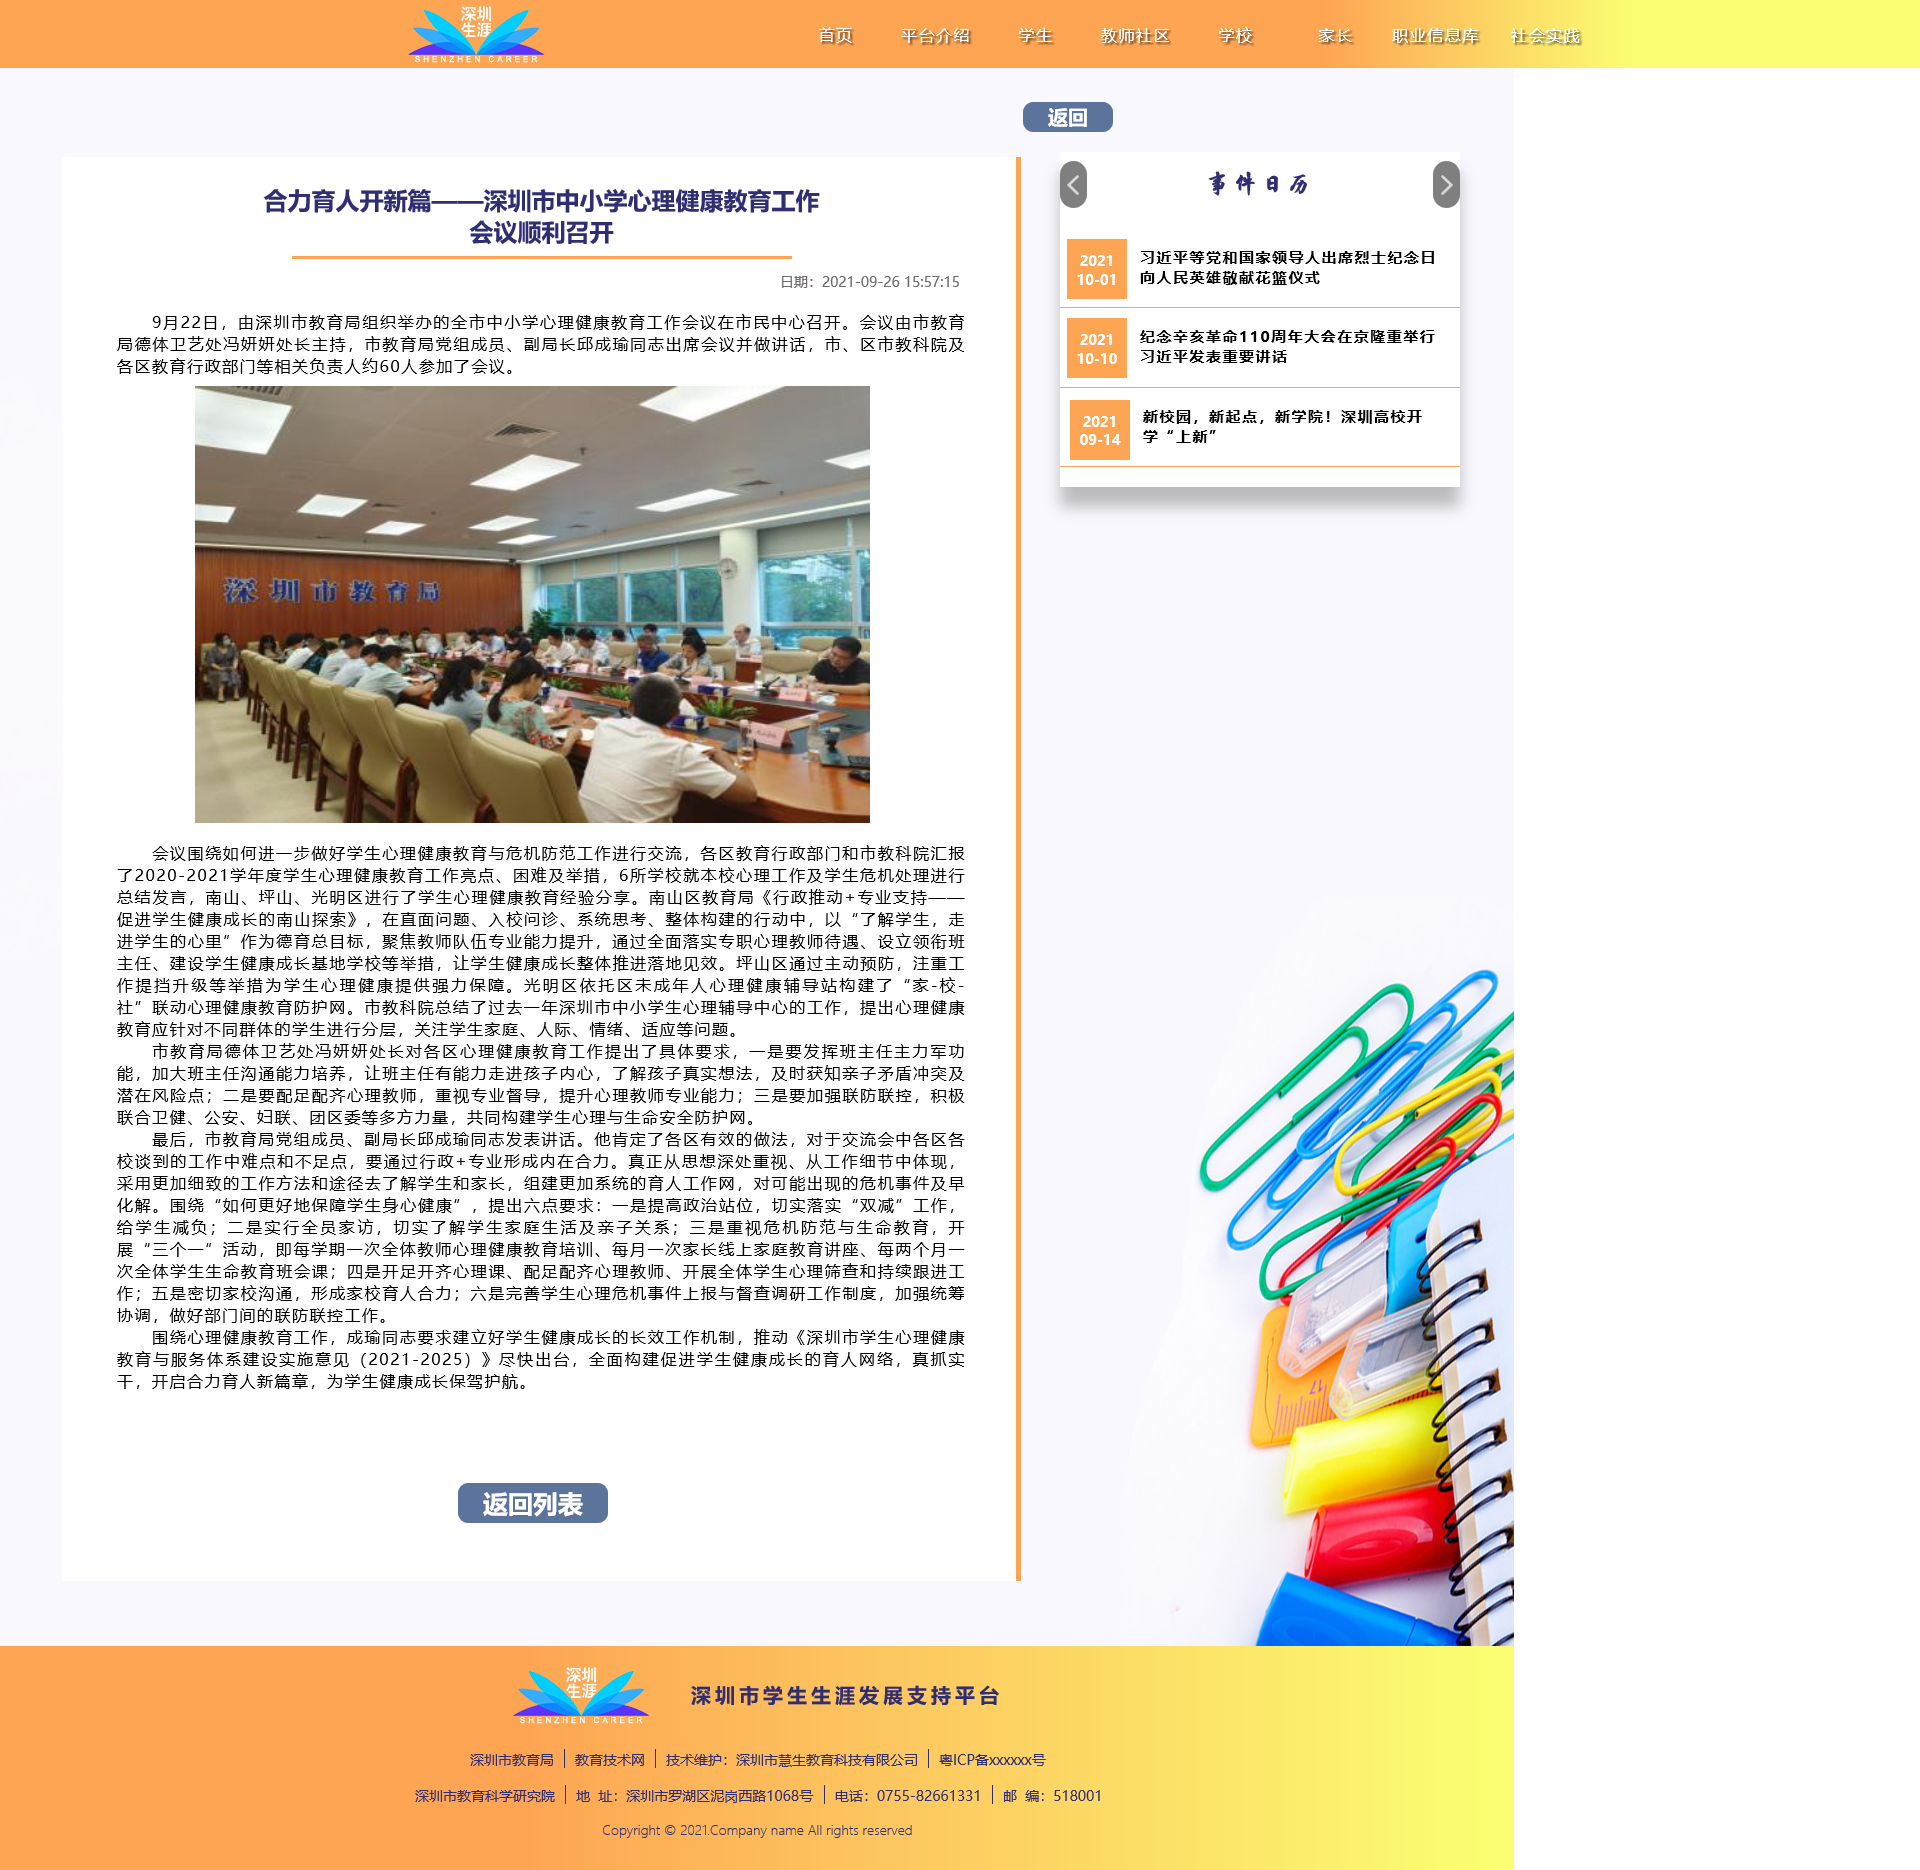 深圳
生涯
SHENZHEN CAREER
首页 平台介绍 学生 教师社区 学校 家长 职业信息库 社会实践
返回
合力育人开新篇——深圳市中小学心理健康教育工作
会议顺利召开
日期：2021-09-26 15:57:15
9月22日，由深圳市教育局组织举办的全市中小学心理健康教育工作会议在市民中心召开。会议由市教育
局德体卫艺处冯妍妍处长主持，市教育局党组成员、副局长邱成瑜同志出席会议并做讲话，市、区市教科院及
各区教育行政部门等相关负责人约60人参加了会议。
深圳市教育局
会议围绕如何进一步做好学生心理健康教育与危机防范工作进行交流，各区教育行政部门和市教科院汇报
了2020-2021学年度学生心理健康教育工作亮点、困难及举措，6所学校就本校心理工作及学生危机处理进行
总结发言，南山、坪山、光明区进行了学生心理健康教育经验分享。南山区教育局《行政推动+专业支持——
促进学生健康成长的南山探索》，在直面问题、入校问诊、系统思考、整体构建的行动中，以“了解学生，走
进学生的心里”作为德育总目标，聚焦教师队伍专业能力提升，通过全面落实专职心理教师待遇、设立领衔班
主任、建设学生健康成长基地学校等举措，让学生健康成长整体推进落地见效。坪山区通过主动预防，注重工
作提挡升级等举措为学生心理健康提供强力保障。光明区依托区未成年人心理健康辅导站构建了“家-校-
社”联动心理健康教育防护网。市教科院总结了过去一年深圳市中小学生心理辅导中心的工作，提出心理健康
教育应针对不同群体的学生进行分层，关注学生家庭、人际、情绪、适应等问题。
市教育局德体卫艺处冯妍妍处长对各区心理健康教育工作提出了具体要求，一是要发挥班主任主力军功
能，加大班主任沟通能力培养，让班主任有能力走进孩子内心，了解孩子真实想法，及时获知亲子矛盾冲突及
潜在风险点；二是要配足配齐心理教师，重视专业督导，提升心理教师专业能力；三是要加强联防联控，积极
联合卫健、公安、妇联、团区委等多方力量，共同构建学生心理与生命安全防护网。
最后，市教育局党组成员、副局长邱成瑜同志发表讲话。他肯定了各区有效的做法，对于交流会中各区各
校谈到的工作中难点和不足点，要通过行政+专业形成内在合力。真正从思想深处重视、从工作细节中体现，
采用更加细致的工作方法和途径去了解学生和家长，组建更加系统的育人工作网，对可能出现的危机事件及早
化解。围绕“如何更好地保障学生身心健康”，提出六点要求：一是提高政治站位，切实落实“双减”工作，
给学生减负；二是实行全员家访，切实了解学生家庭生活及亲子关系；三是重视危机防范与生命教育，开
展“三个一”活动，即每学期一次全体教师心理健康教育培训、每月一次家长线上家庭教育讲座、每两个月一
次全体学生生命教育班会课；四是开足开齐心理课、配足配齐心理教师、开展全体学生心理筛查和持续跟进工
作；五是密切家校沟通，形成家校育人合力；六是完善学生心理危机事件上报与督查调研工作制度，加强统筹
协调，做好部门间的联防联控工作。
围绕心理健康教育工作，成瑜同志要求建立好学生健康成长的长效工作机制，推动《深圳市学生心理健康
教育与服务体系建设实施意见（2021-2025）》尽快出台，全面构建促进学生健康成长的育人网络，真抓实
干，开启合力育人新篇章，为学生健康成长保驾护航。
返回列表
事件日历
2021
10-01
习近平等党和国家领导人出席烈士纪念日
向人民英雄敬献花篮仪式
2021
10-10
纪念辛亥革命110周年大会在京隆重举行
习近平发表重要讲话
2021
09-14
新校园，新起点，新学院！深圳高校开
学“上新”
17
深圳
生涯
SHENZHEN CAREER
深圳市学生生涯发展支持平台
深圳市教育局 教育技术网 技术维护：深圳市慧生教育科技有限公司 粤ICP备xxxxxx号
深圳市教育科学研究院 地 址：深圳市罗湖区泥岗西路1068号 电话：0755-82661331 邮 编：518001
Copyright © 2021.Company name All rights reserved